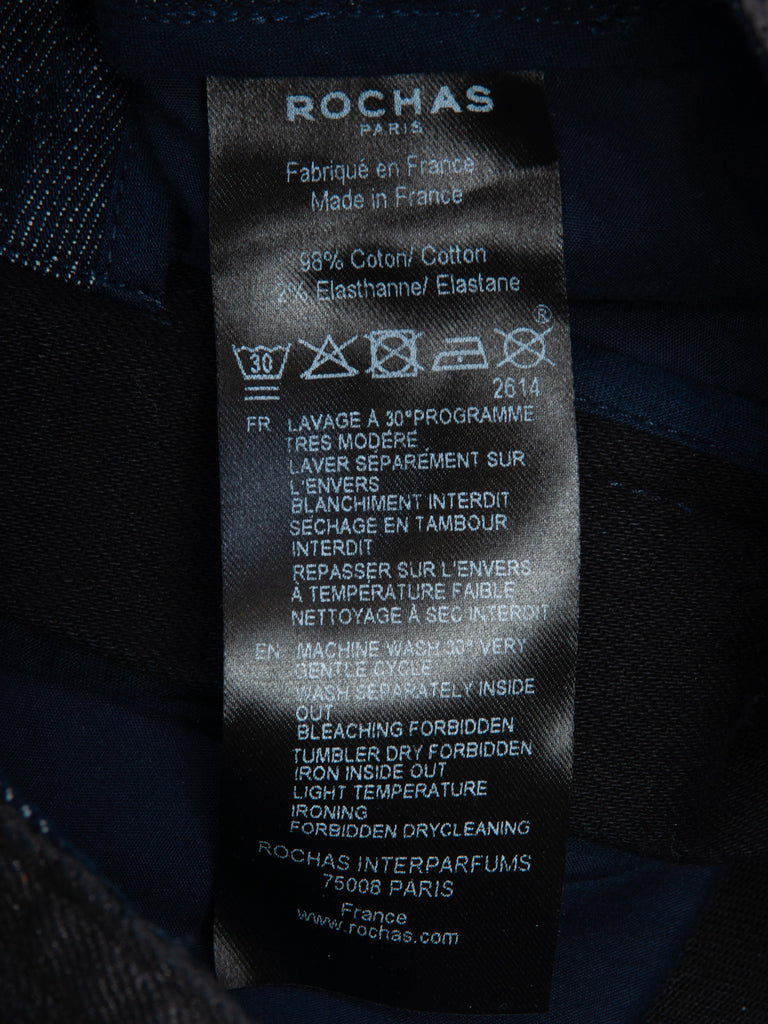 ROCHAS
PARIS
Fabriqué en France
Made in France
98% Coton/ Cotton
2% Elasthanne/ Elastane
®
30
2614
FR LAVAGE À 30°PROGRAMME
TRES MODÉRÉ
LAVER SÉPARÉMENT SUR
L'ENVERS
BLANCHIMENT INTERDIT
SÉCHAGE EN TAMBOUR
INTERDIT
REPASSER SUR L'ENVERS
À TEMPÉRATURE FAIBLE
NETTOYAGE À SEC INTERDIT
EN MACHINE WASH 30° VERY
GENTLE CYCLE
WASH SEPARATELY INSIDE
OUT
BLEACHING FORBIDDEN
TUMBLER DRY FORBIDDEN
IRON INSIDE OUT
LIGHT TEMPERATURE
IRONING
FORBIDDEN DRYCLEANING
ROCHAS INTERPARFUMS
75008 PARIS
France
www.rochas.com